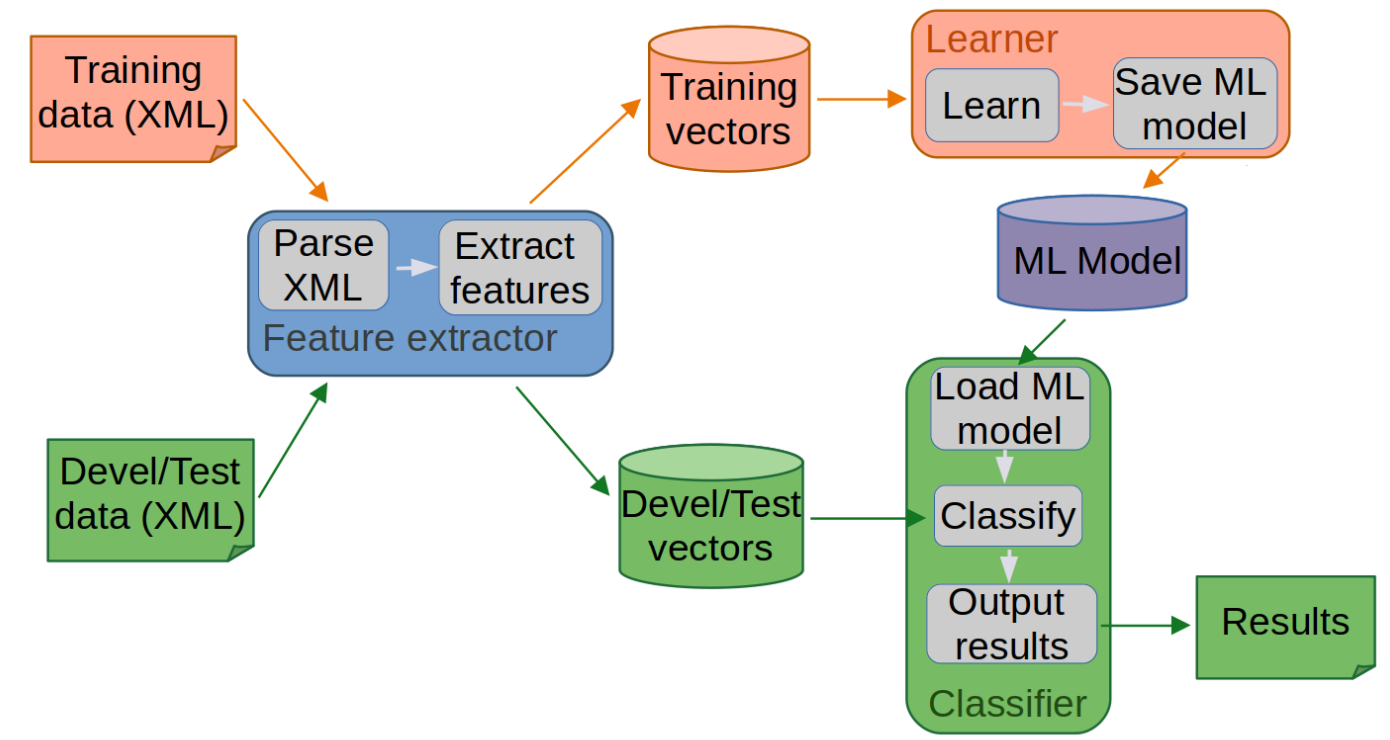 Training
data (XML)
Training
vectors
Learner
Learn
Save ML
model
Parse
XML
Extract
features
Feature extractor
ML Model
Devel/Test
data (XML)
Devel/Test
vectors
Load ML
model
Classify
Output
results
Classifier
Results